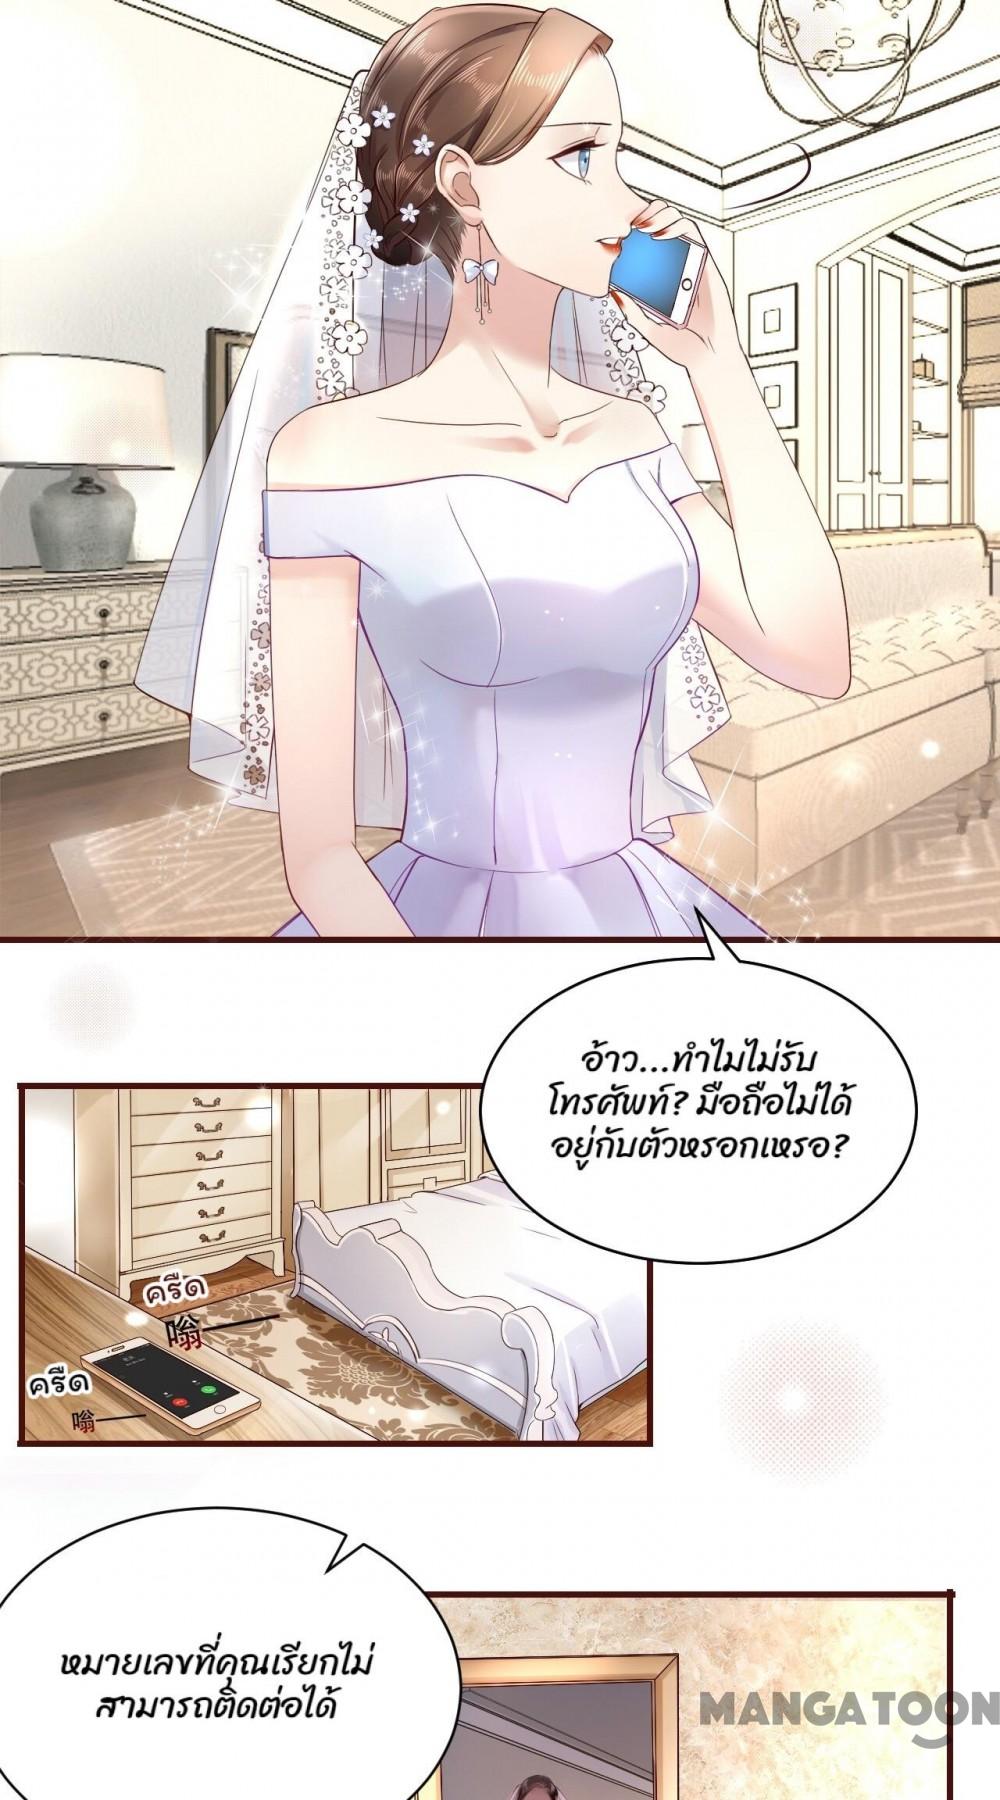 อ้าว...ทำไมไม่รับ
โทรศัพท์? มือถือไม่ได้
อยู่กับตัวหรอกเหรอ?
ครืด
嗡
ครืด
嗡
หมายเลขที่คุณเรียกไม่
สามารถติดต่อได้
MANGATOON